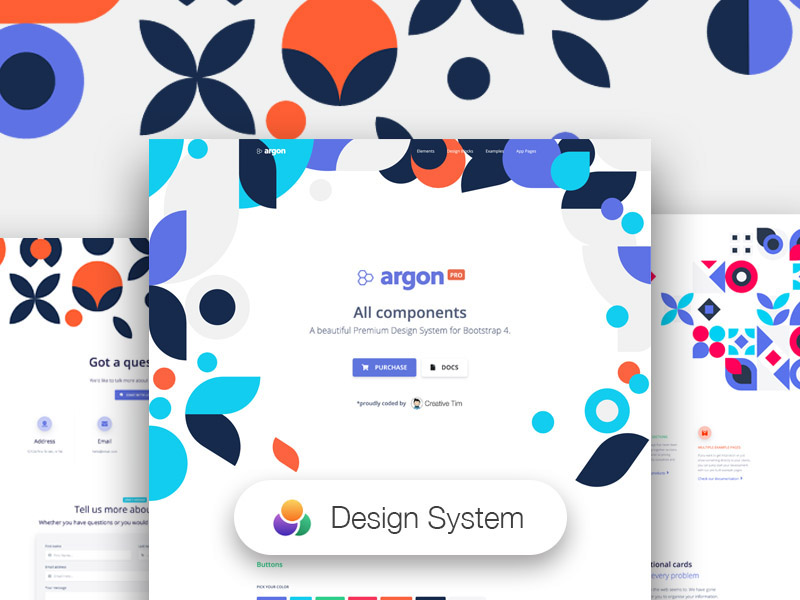 argon
Elements Design Blocks Examples App Pages
argon PRO
All components
A beautiful Premium Design System for Bootstrap 4.
PURCHASE DOCS
*proudly coded by Creative Tim
Design System
Buttons
PICK YOUR COLOR
Got a ques
Address Email
Tell us more abou
Whether you have questions or you would
First name
Email address
Your message
MULTIPLE EXAMPLE PAGES
Check our documentation
tional cards
every problem